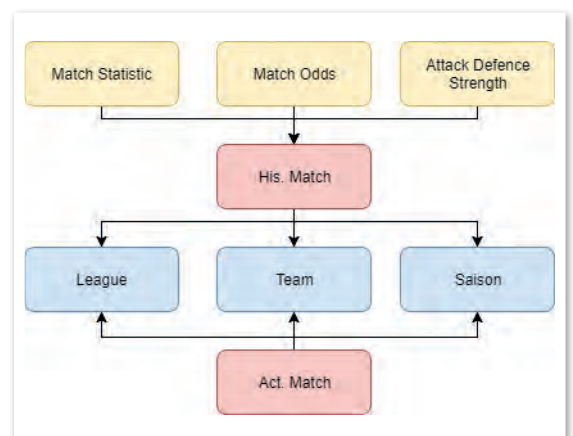 Match Statistic
Match Odds
Attack Defence
Strength
His. Match
League
Team
Saison
Act. Match